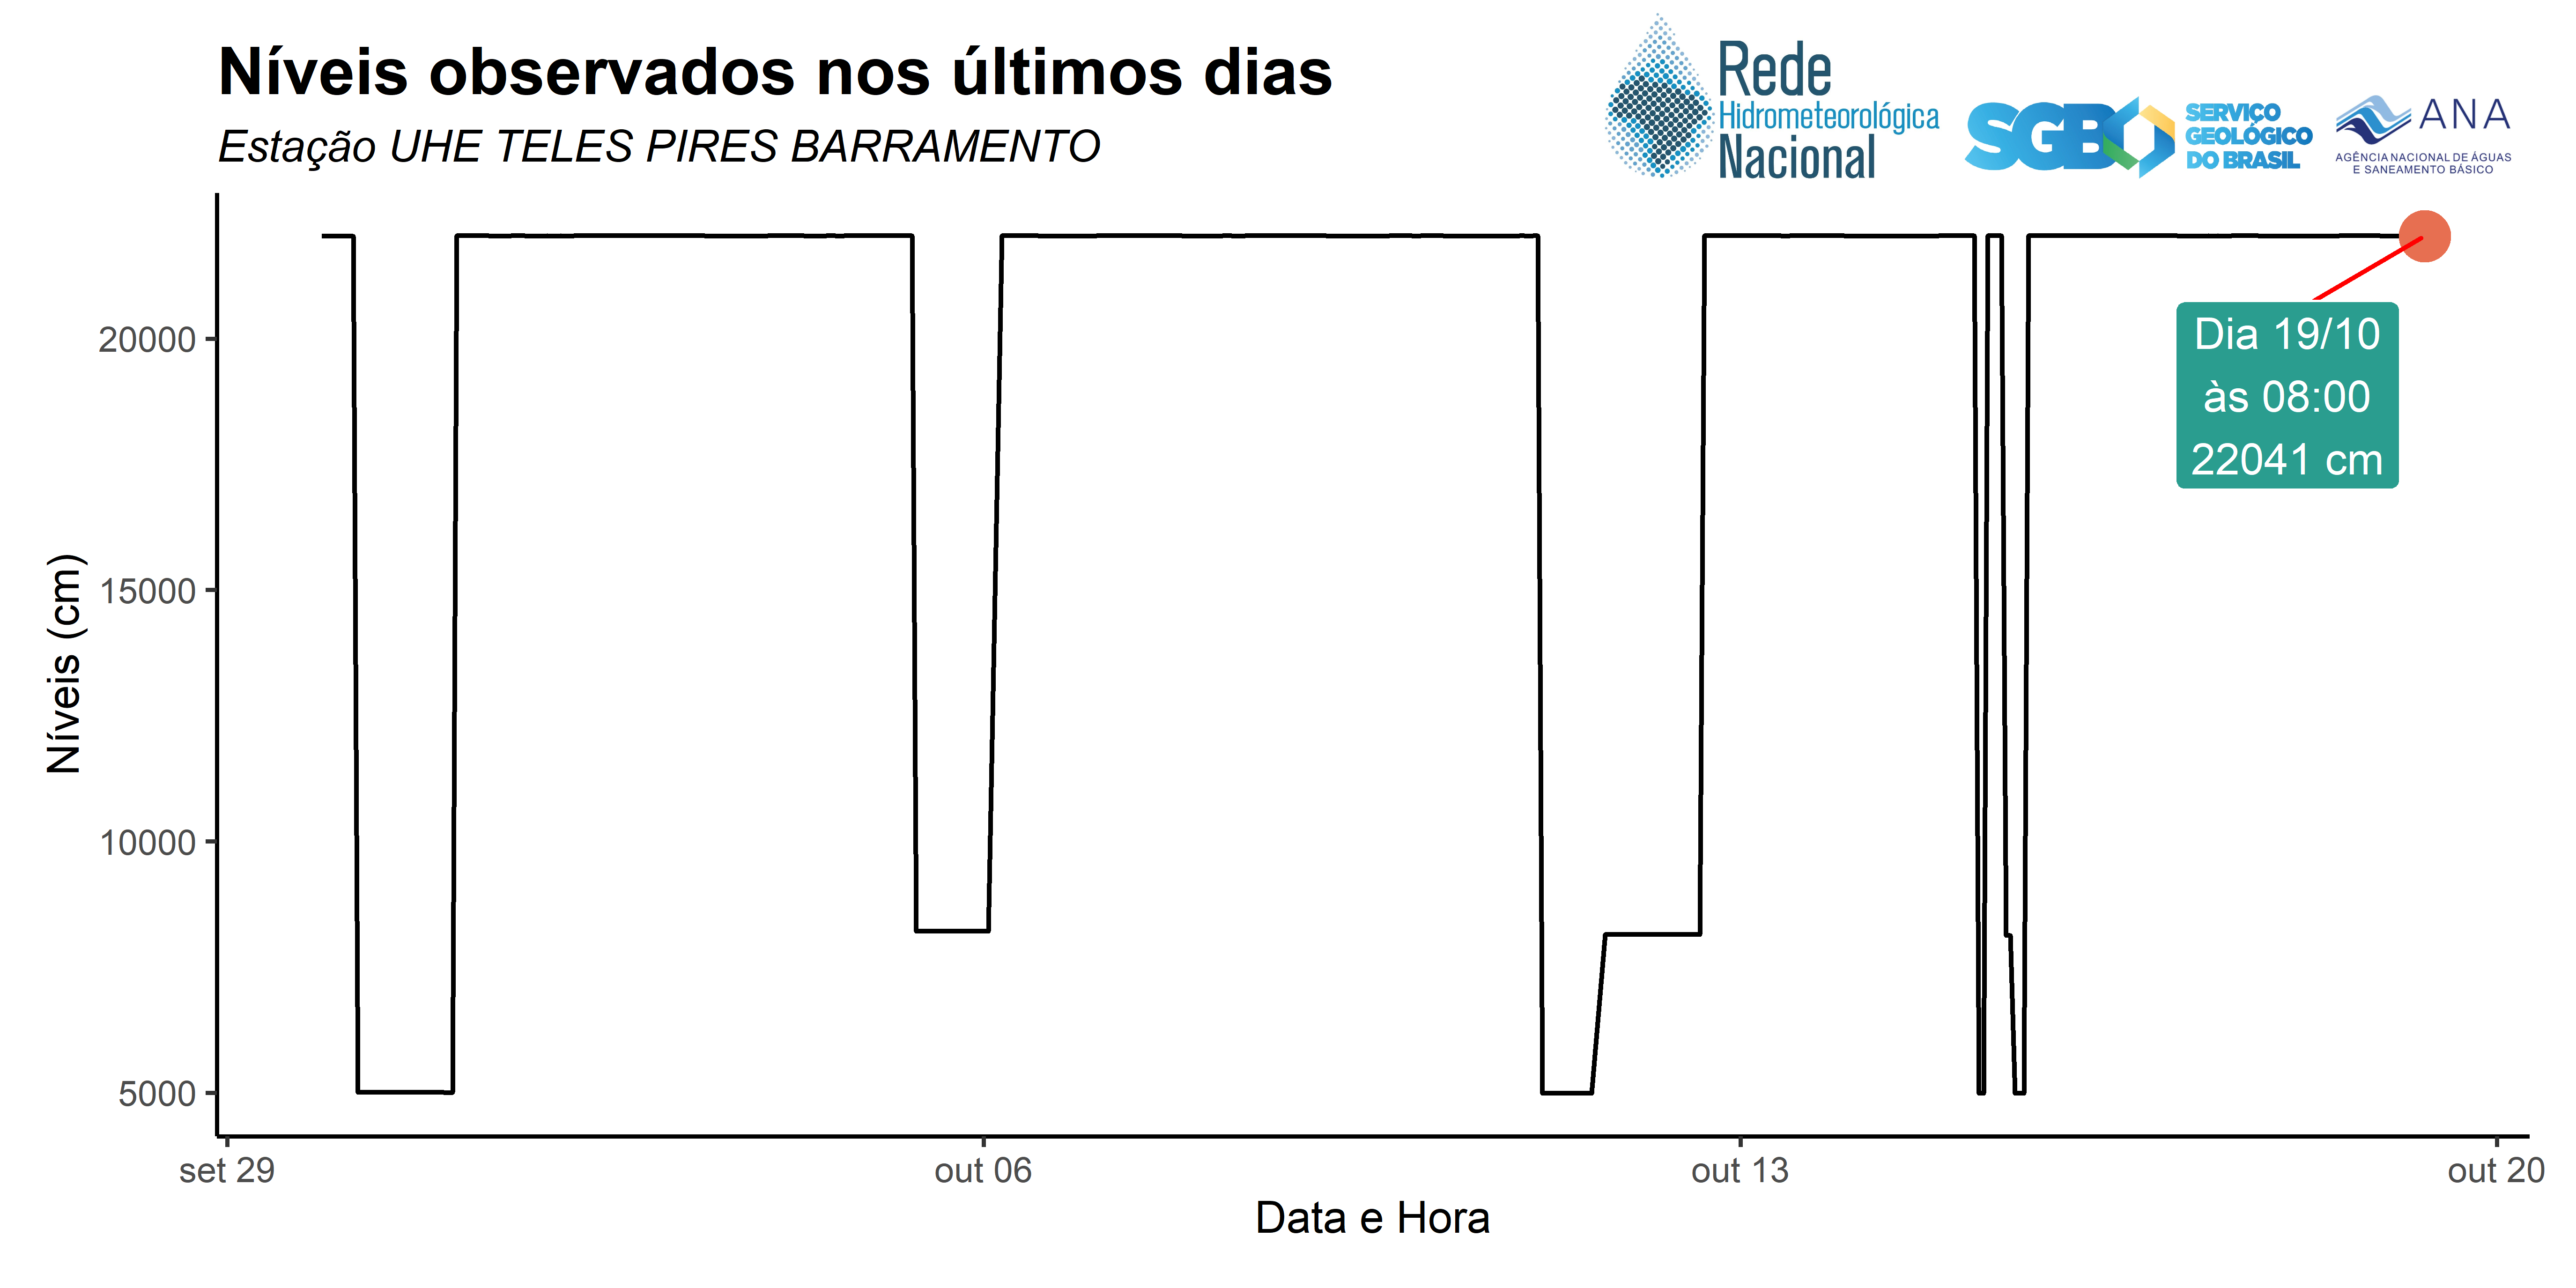 Níveis observados nos últimos dias
Estação UHE TELES PIRES BARRAMENTO
Rede
Hidrometeorológica
Nacional
SGB
SERVIÇO
GEOLÓGICO
DO BRASIL
ANA
AGÊNCIA NACIONAL DE ÁGUAS
E SANEAMENTO BÁSICO
20000
15000
10000
5000
Níveis (cm)
Dia 19/10
às 08:00
22041 cm
set 29
out 06
out 13
out 20
Data e Hora